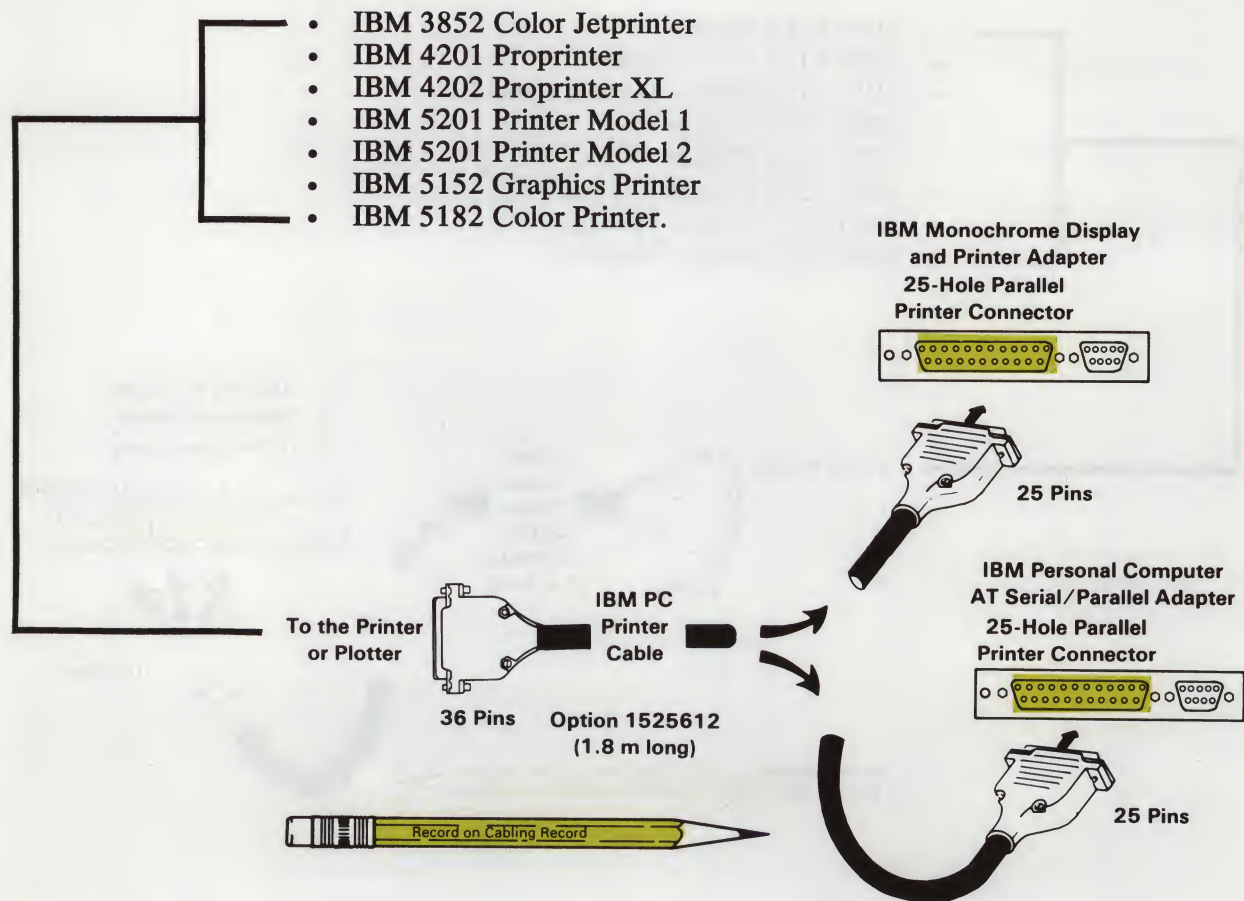 • IBM 3852 Color Jetprinter
• IBM 4201 Proprinter
• IBM 4202 Proprinter XL
• IBM 5201 Printer Model 1
• IBM 5201 Printer Model 2
• IBM 5152 Graphics Printer
• IBM 5182 Color Printer.
IBM Monochrome Display
and Printer Adapter
25-Hole Parallel
Printer Connector
25 Pins
IBM Personal Computer
AT Serial/Parallel Adapter
25-Hole Parallel
Printer Connector
25 Pins
To the Printer
or Plotter
36 Pins
IBM PC
Printer
Cable
Option 1525612
(1.8 m long)
Record on Cabling Record